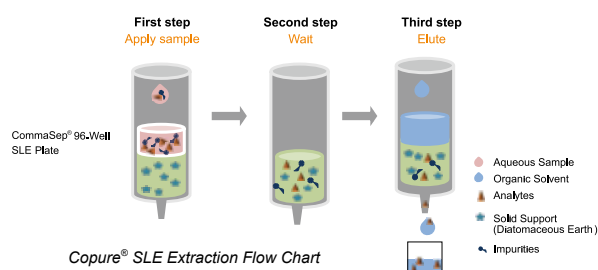 First step
Apply sample
Second step
Wait
Third step
Elute
CommaSep® 96-Well
SLE Plate
Aqueous Sample
Organic Solvent
Analytes
Solid Support
(Diatomaceous Earth)
Impurities
Copure® SLE Extraction Flow Chart